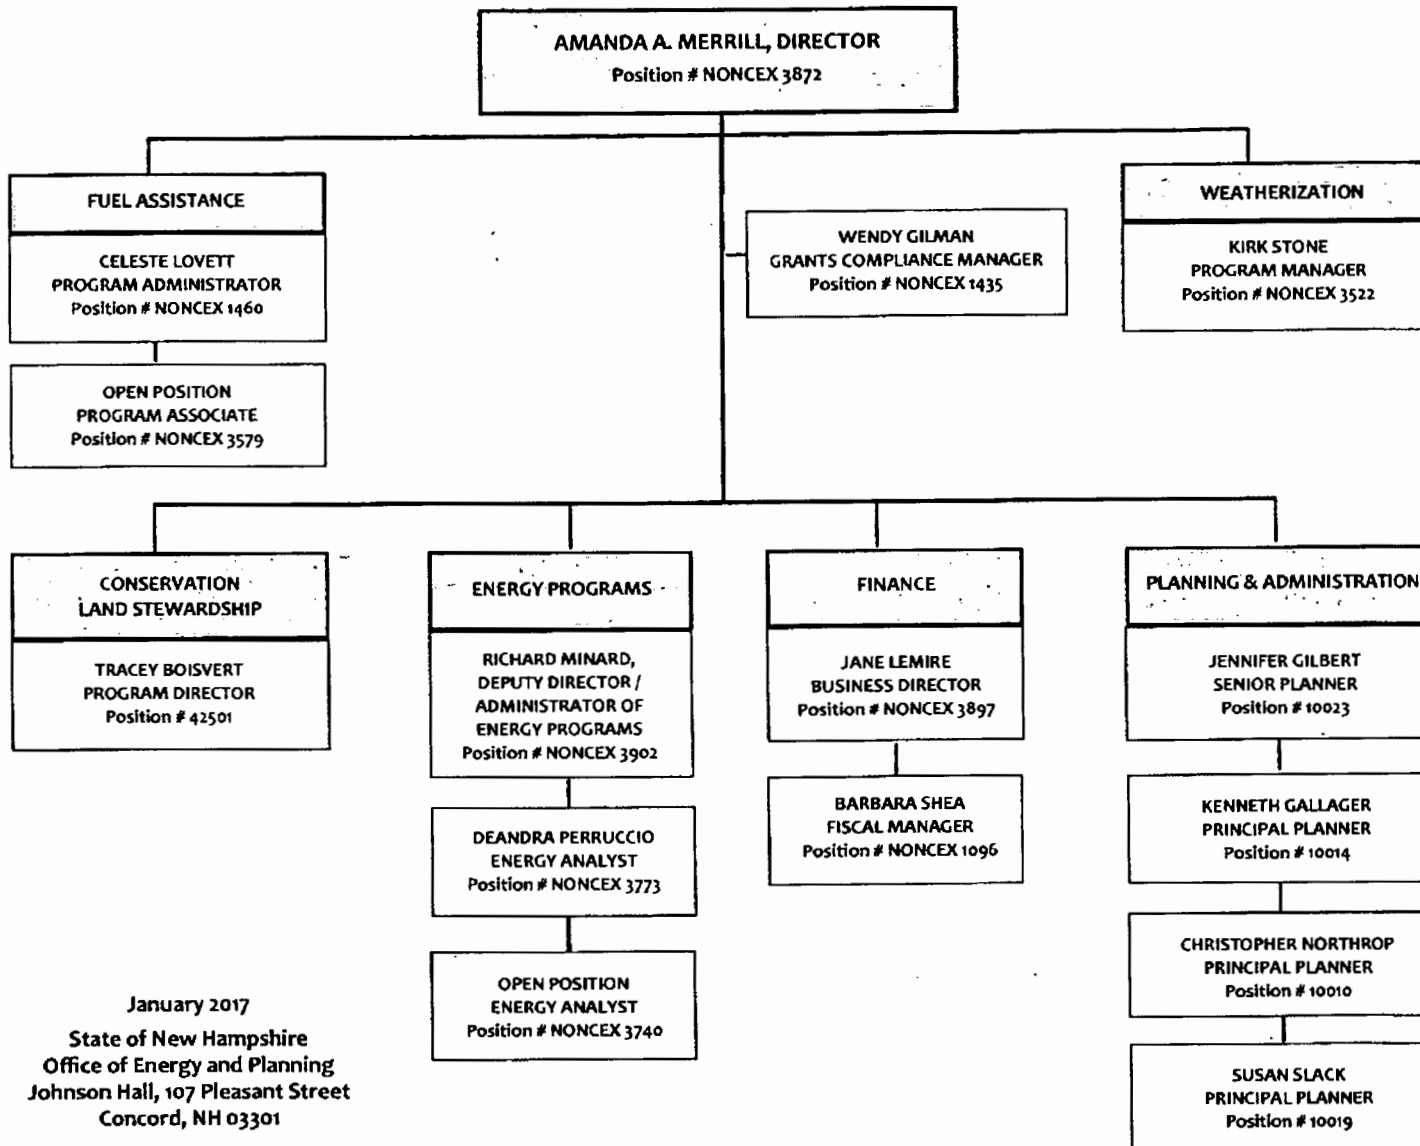 AMANDA A. MERRILL, DIRECTOR
Position # NONCEX 3872
FUEL ASSISTANCE
CELESTE LOVETT
PROGRAM ADMINISTRATOR
Position # NONCEX 1460
OPEN POSITION
PROGRAM ASSOCIATE
Position # NONCEX 3579
WENDY GILMAN
GRANTS COMPLIANCE MANAGER
Position # NONCEX 1435
WEATHERIZATION
KIRK STONE
PROGRAM MANAGER
Position # NONCEX 3522
CONSERVATION
LAND STEWARDSHIP
TRACEY BOISVERT
PROGRAM DIRECTOR
Position # 42501
ENERGY PROGRAMS
RICHARD MINARD,
DEPUTY DIRECTOR /
ADMINISTRATOR OF
ENERGY PROGRAMS
Position # NONCEX 3902
DEANDRA PERRUCCIO
ENERGY ANALYST
Position # NONCEX 3773
OPEN POSITION
ENERGY ANALYST
Position # NONCEX 3740
FINANCE
JANE LEMIRE
BUSINESS DIRECTOR
Position # NONCEX 3897
BARBARA SHEA
FISCAL MANAGER
Position # NONCEX 1096
PLANNING & ADMINISTRATION
JENNIFER GILBERT
SENIOR PLANNER
Position # 10023
KENNETH GALLAGER
PRINCIPAL PLANNER
Position # 10014
CHRISTOPHER NORTHROP
PRINCIPAL PLANNER
Position # 10010
SUSAN SLACK
PRINCIPAL PLANNER
Position # 10019
January 2017
State of New Hampshire
Office of Energy and Planning
Johnson Hall, 107 Pleasant Street
Concord, NH 03301